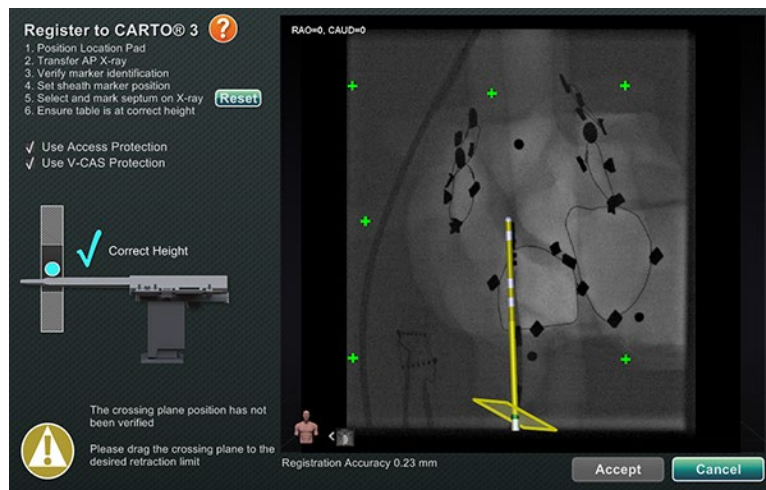 Register to CARTO® 3 ?
1. Position Location Pad
2. Transfer AP X-ray
3. Verify marker identification
4. Set sheath marker position
5. Select and mark septum on X-ray Reset
6. Ensure table is at correct height
Use Access Protection
Use V-CAS Protection
Correct Height
The crossing plane position has not
been verified
Please drag the crossing plane to the
desired retraction limit
RAO=0, CAUD=0
Registration Accuracy 0.23 mm
Accept
Cancel